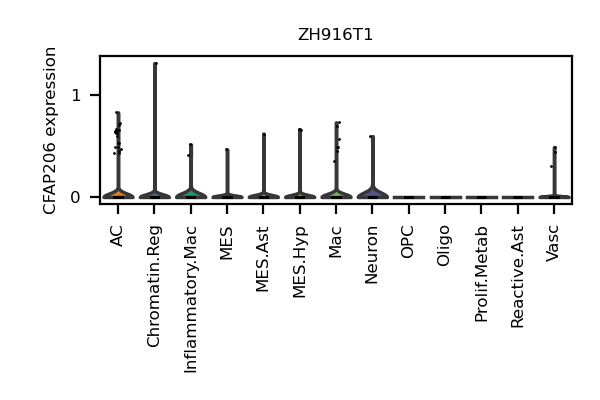 ZH916T1
CFAP206 expression
1
0
AC
Chromatin.Reg
Inflammatory.Mac
MES
MES.Ast
MES.Hyp
Mac
Neuron
OPC
Oligo
Prolif.Metab
Reactive.Ast
Vasc